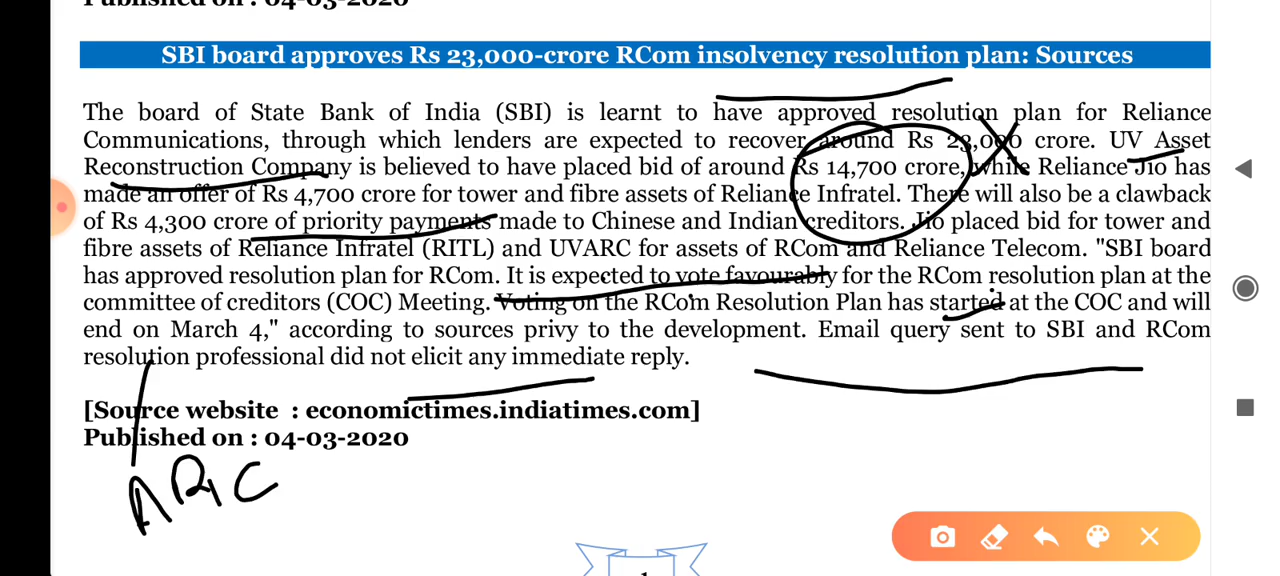 Published on : 04-03-2020
SBI board approves Rs 23,000-crore RCom insolvency resolution plan: Sources
The board of State Bank of India (SBI) is learnt to have approved resolution plan for Reliance
Communications, through which lenders are expected to recover around Rs 23,000 crore. UV Asset
Reconstruction Company is believed to have placed bid of around Rs 14,700 crore, while Reliance Jio has
made an offer of Rs 4,700 crore for tower and fibre assets of Reliance Infratel. There will also be a clawback
of Rs 4,300 crore of priority payments made to Chinese and Indian creditors. Jio placed bid for tower and
fibre assets of Reliance Infratel (RITL) and UVARC for assets of RCom and Reliance Telecom. "SBI board
has approved resolution plan for RCom. It is expected to vote favourably for the RCom resolution plan at the
committee of creditors (COC) Meeting. Voting on the RCom Resolution Plan has started at the COC and will
end on March 4," according to sources privy to the development. Email query sent to SBI and RCom
resolution professional did not elicit any immediate reply.
[Source website : economictimes.indiatimes.com]
Published on : 04-03-2020
ARC